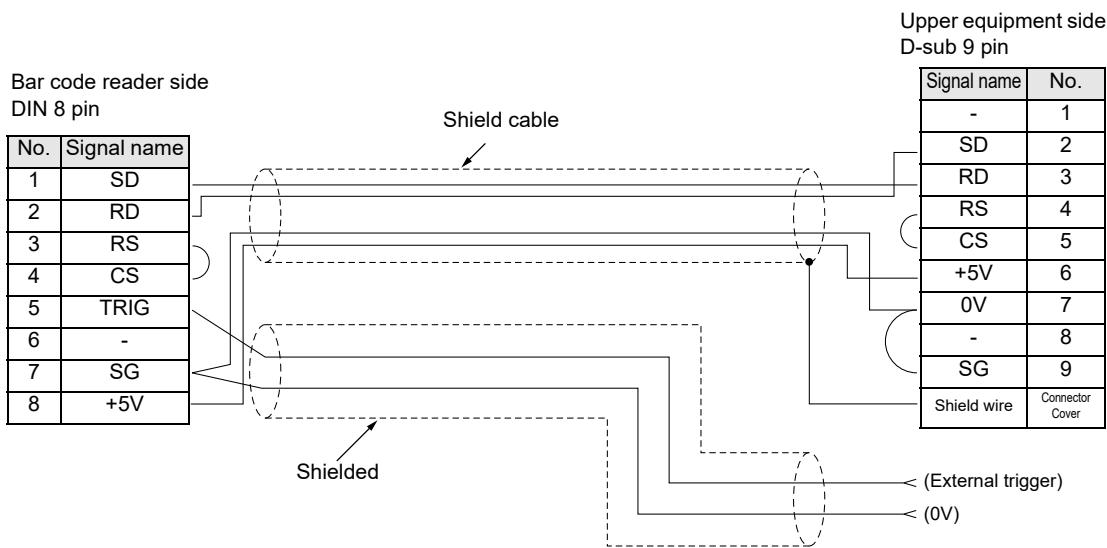 Upper equipment side
D-sub 9 pin
Bar code reader side
DIN 8 pin
Shield cable
No. Signal name
1 SD
2 RD
3 RS
4 CS
5 TRIG
6 -
7 SG
8 +5V
Signal name No.
- 1
SD 2
RD 3
RS 4
CS 5
+5V 6
0V 7
- 8
SG 9
Shield wire Connector
Cover
Shielded
(External trigger)
(0V)